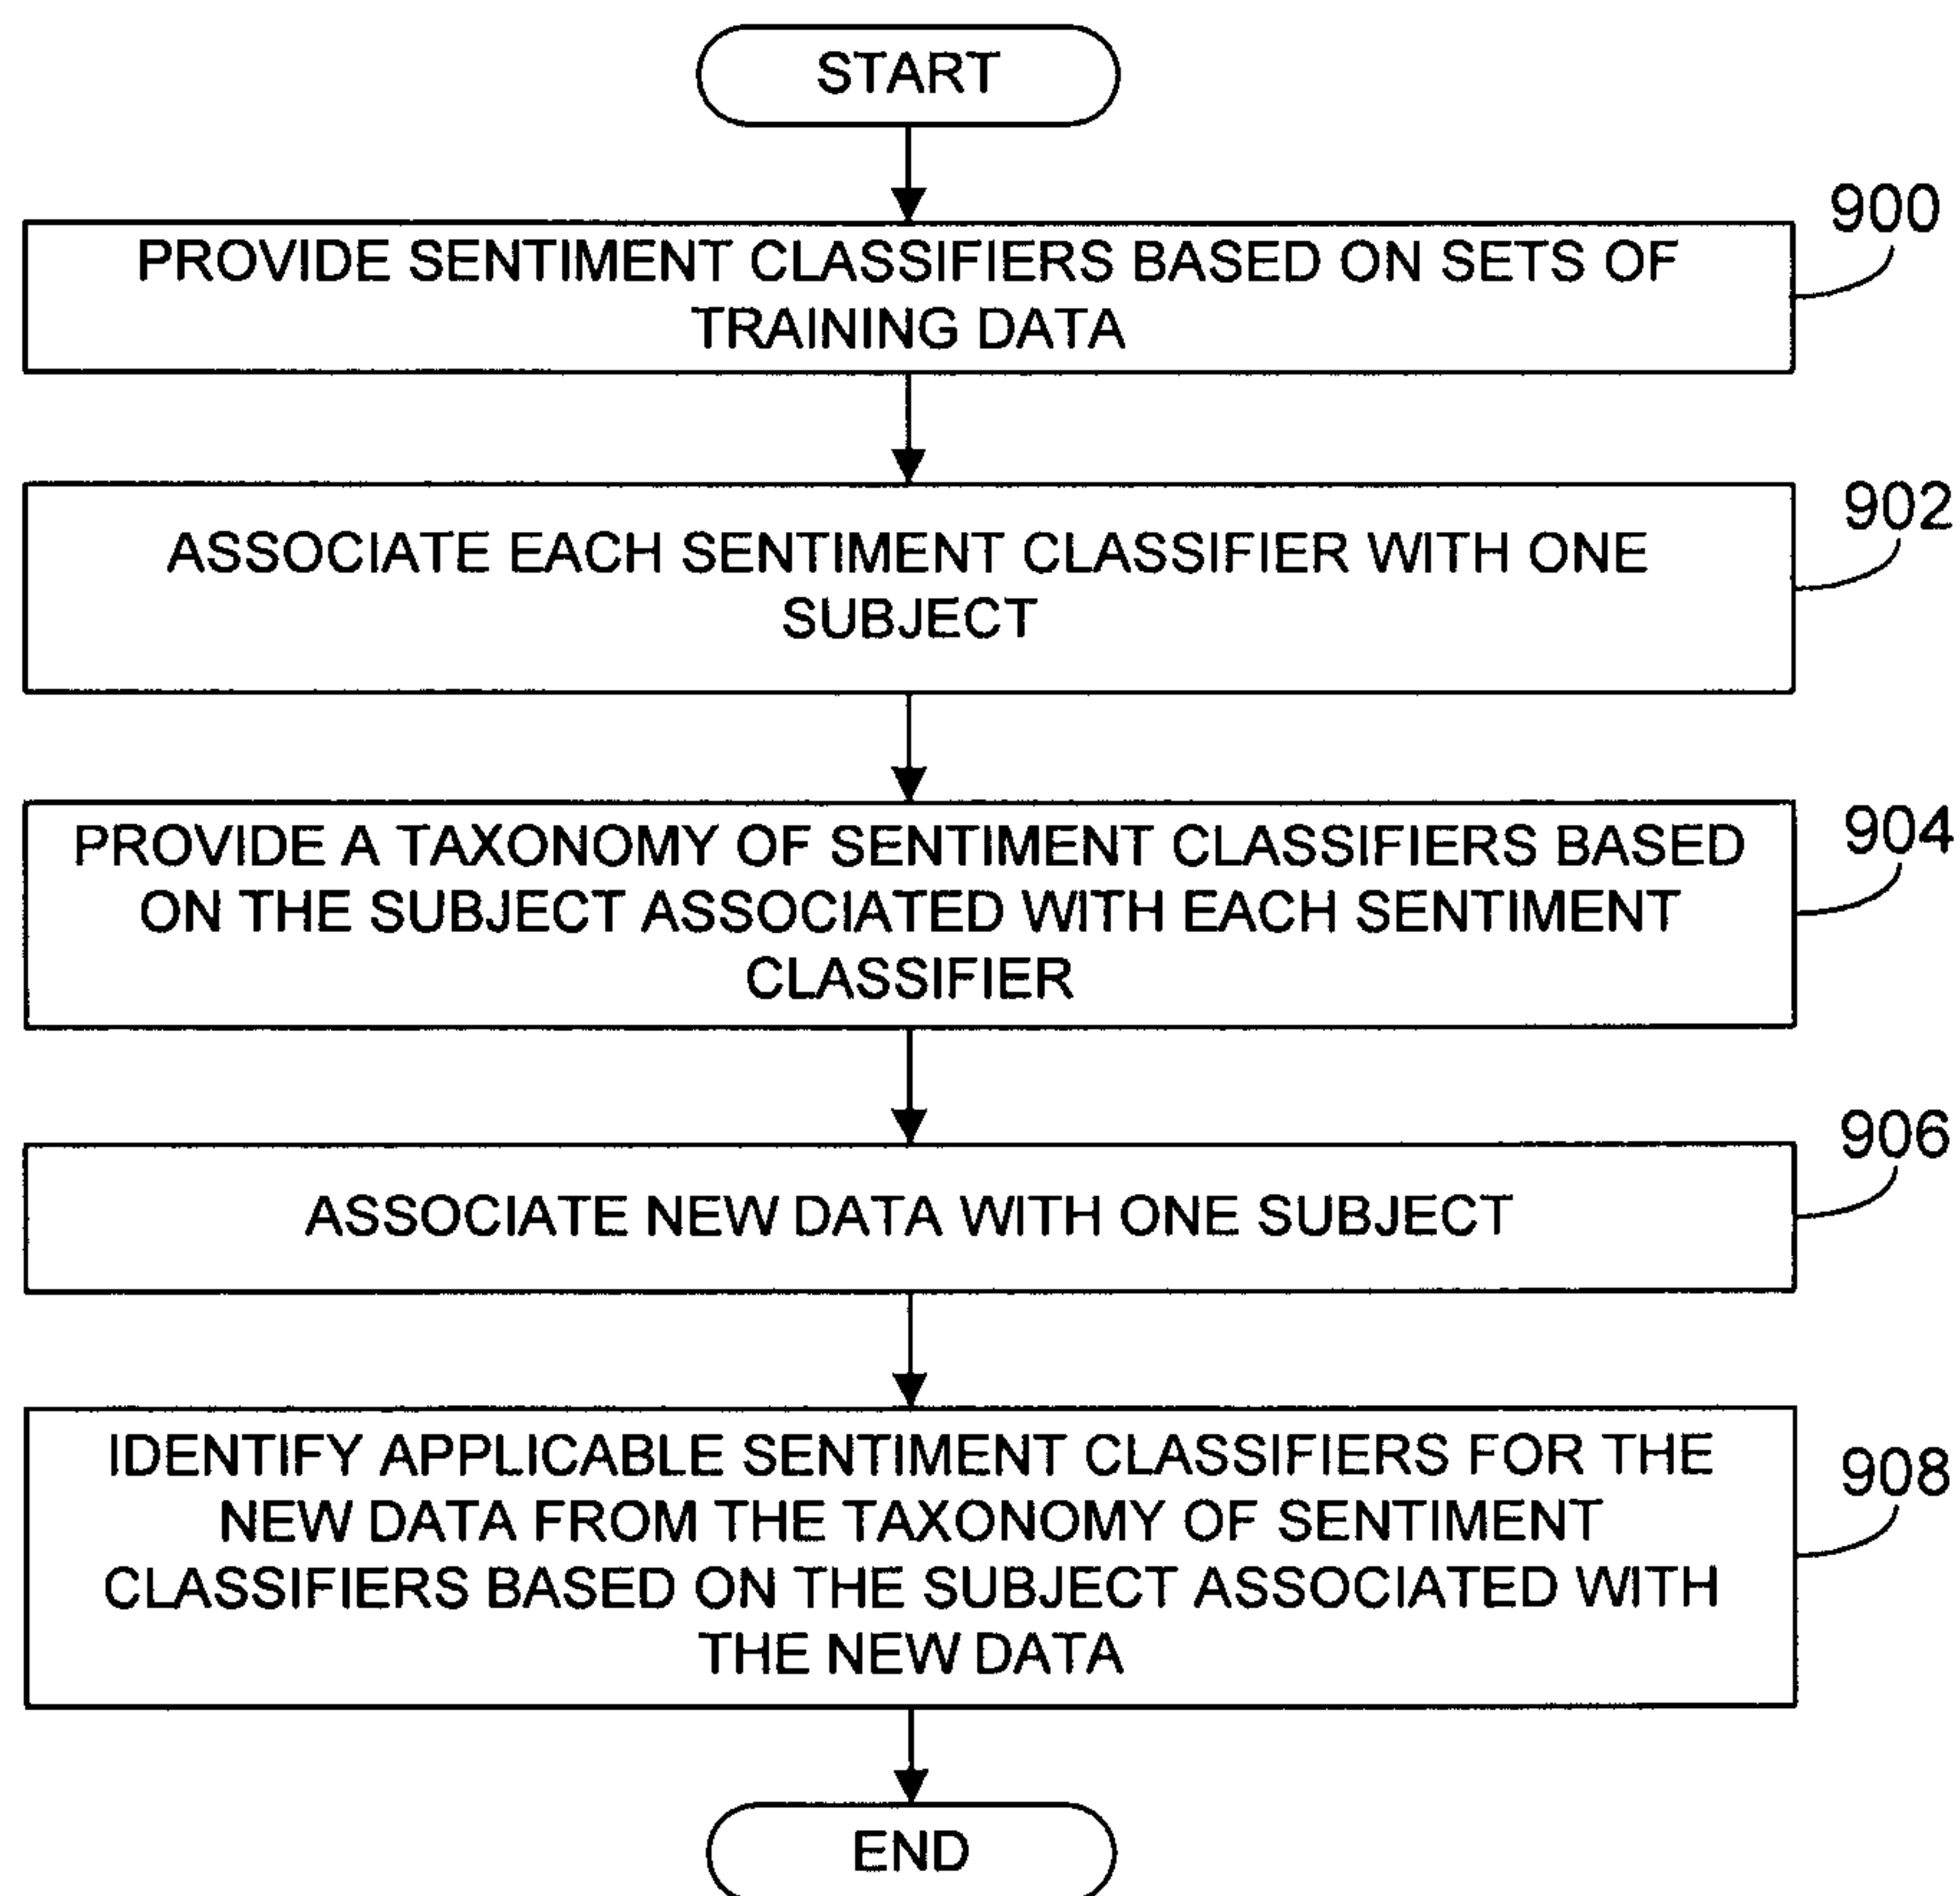 START
900
PROVIDE SENTIMENT CLASSIFIERS BASED ON SETS OF
TRAINING DATA
902
ASSOCIATE EACH SENTIMENT CLASSIFIER WITH ONE
SUBJECT
904
PROVIDE A TAXONOMY OF SENTIMENT CLASSIFIERS BASED
ON THE SUBJECT ASSOCIATED WITH EACH SENTIMENT
CLASSIFIER
906
ASSOCIATE NEW DATA WITH ONE SUBJECT
908
IDENTIFY APPLICABLE SENTIMENT CLASSIFIERS FOR THE
NEW DATA FROM THE TAXONOMY OF SENTIMENT
CLASSIFIERS BASED ON THE SUBJECT ASSOCIATED WITH
THE NEW DATA
END